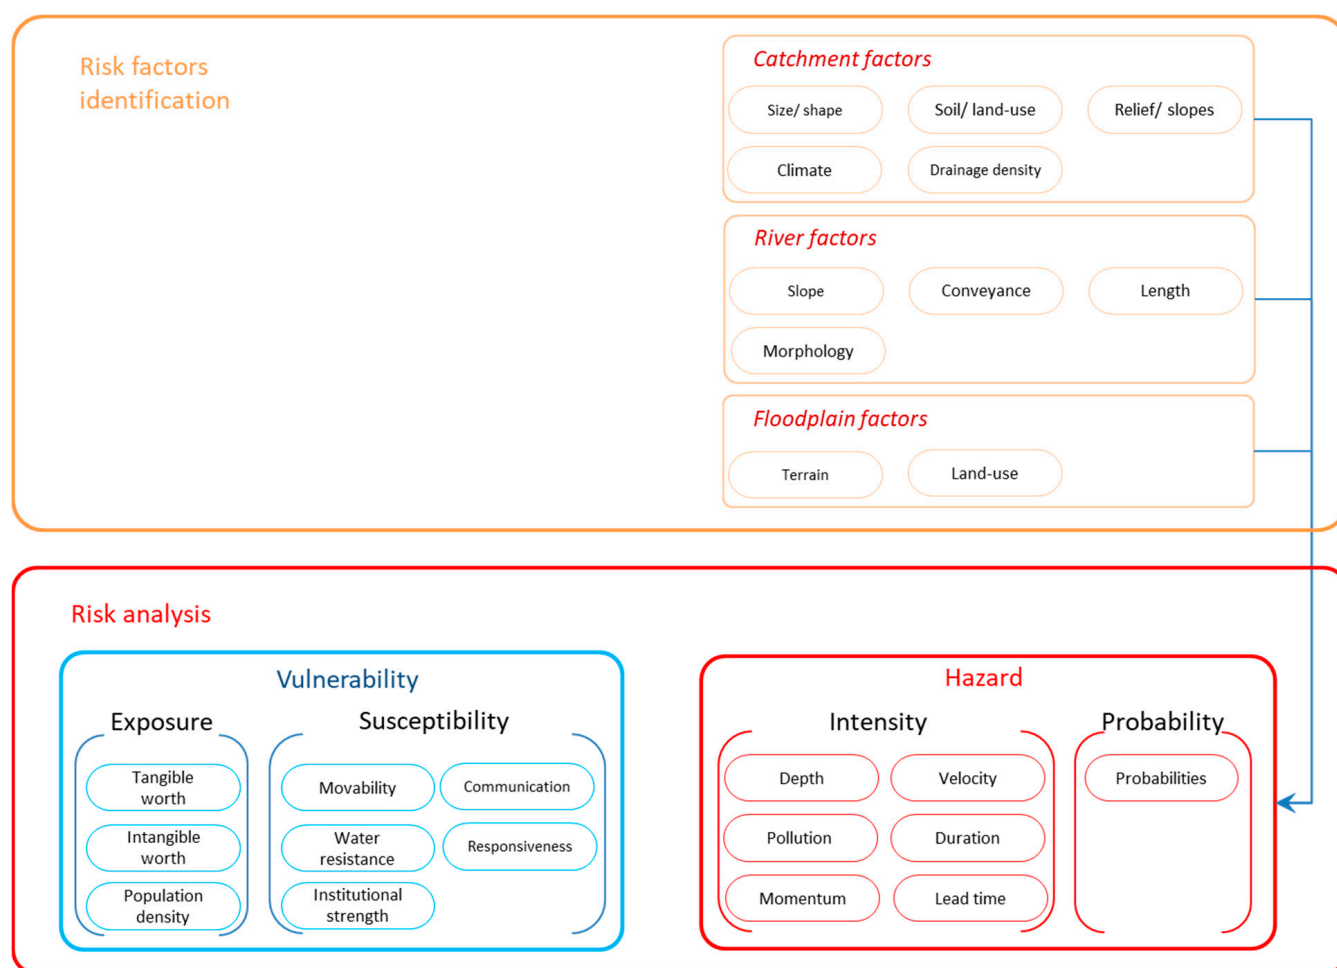 Risk factors
identification
Catchment factors
Size/ shape
Soil/ land-use
Relief/ slopes
Climate
Drainage density
River factors
Slope
Conveyance
Length
Morphology
Floodplain factors
Terrain
Land-use
Risk analysis
Vulnerability
Exposure
Susceptibility
Tangible
worth
Intangible
worth
Population
density
Movability
Communication
Water
resistance
Responsiveness
Institutional
strength
Hazard
Intensity
Probability
Depth
Velocity
Probabilities
Pollution
Duration
Momentum
Lead time